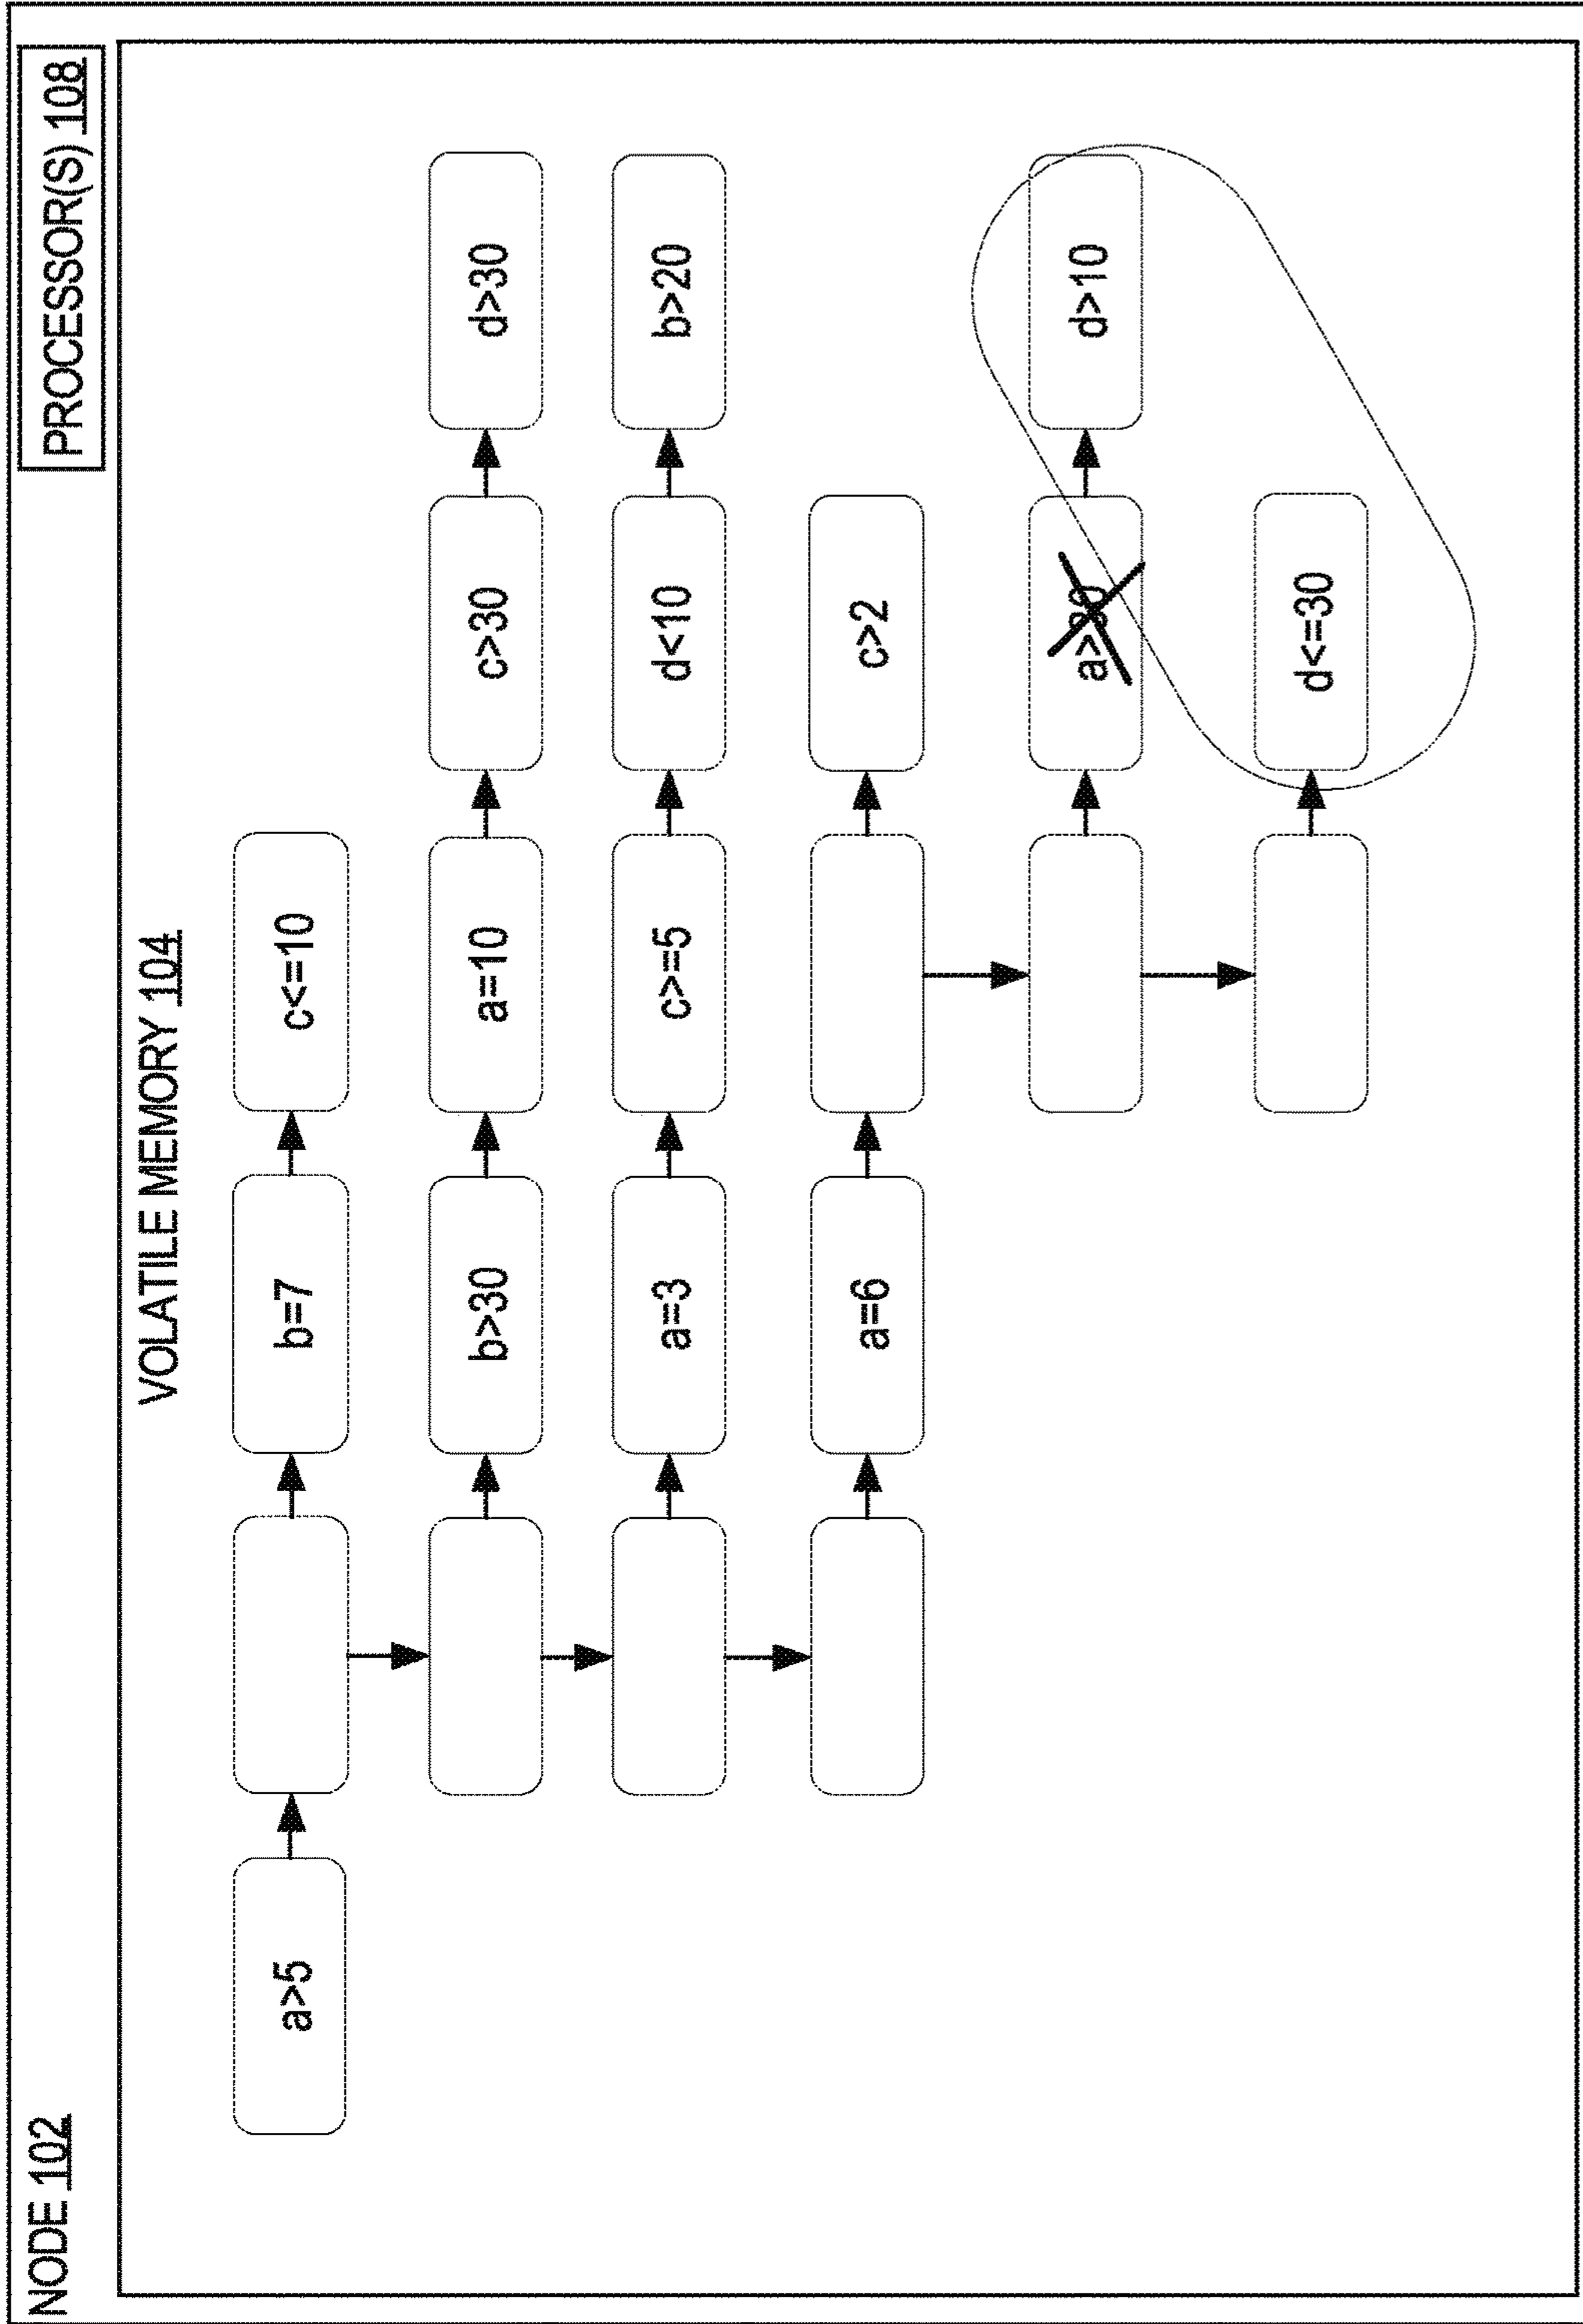 NODE 102
PROCESSOR(S) 108
VOLATILE MEMORY 104
a>5
b=7
c<=10
b>30
a=10
c>30
d>30
a=3
c>=5
d<10
b>20
a=6
c>2
a>30
d>10
d<=30